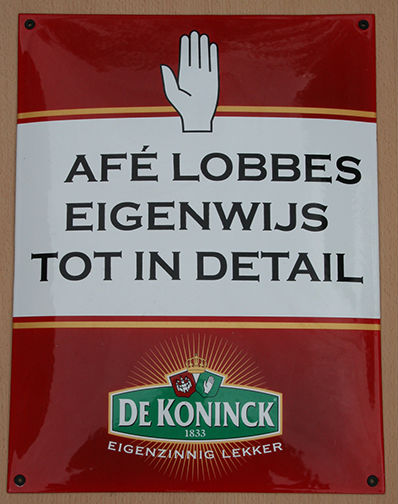 AFÉ LOBBES
EIGENWIJS
TOT IN DETAIL
DE KONINCK
1833
EIGENZINNIG LEKKER